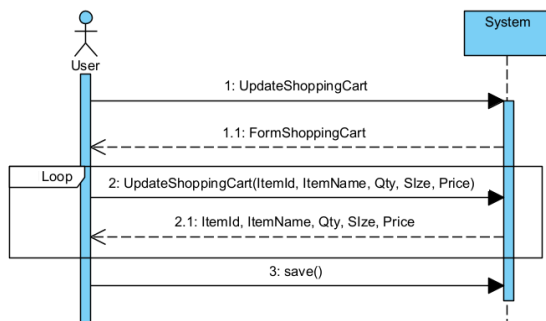 System
User
1: UpdateShoppingCart
1.1: FormShoppingCart
Loop
2: UpdateShoppingCart(ItemId, ItemName, Qty, SIze, Price)
2.1: ItemId, ItemName, Qty, SIze, Price
3: save()